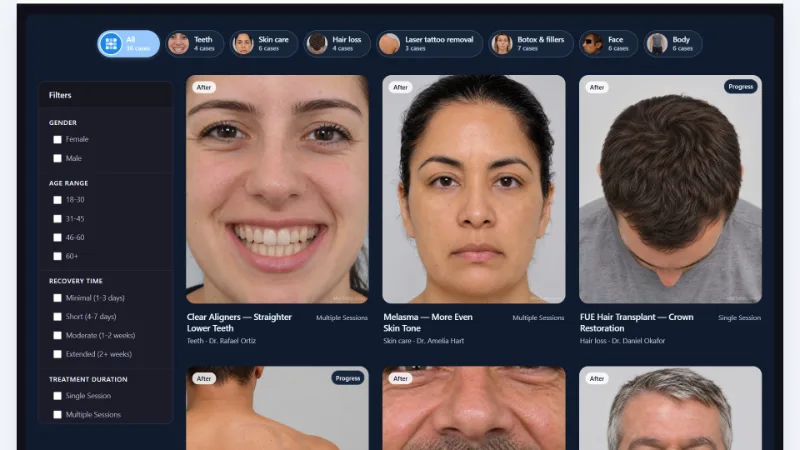 All
36 cases
Teeth
4 cases
Skin care
6 cases
Hair loss
4 cases
Laser tattoo removal
3 cases
Botox & fillers
7 cases
Face
6 cases
Body
6 cases
Filters
GENDER
Female
Male
AGE RANGE
18-30
31-45
46-60
60+
RECOVERY TIME
Minimal (1-3 days)
Short (4-7 days)
Moderate (1-2 weeks)
Extended (2+ weeks)
TREATMENT DURATION
Single Session
Multiple Sessions
After
Clear Aligners — Straighter
Lower Teeth
Multiple Sessions
Teeth · Dr. Rafael Ortiz
After
Melasma — More Even
Skin Tone
Multiple Sessions
Skin care · Dr. Amelia Hart
After
Progress
FUE Hair Transplant — Crown
Restoration
Single Session
Hair loss · Dr. Daniel Okafor
After
Progress
After
After